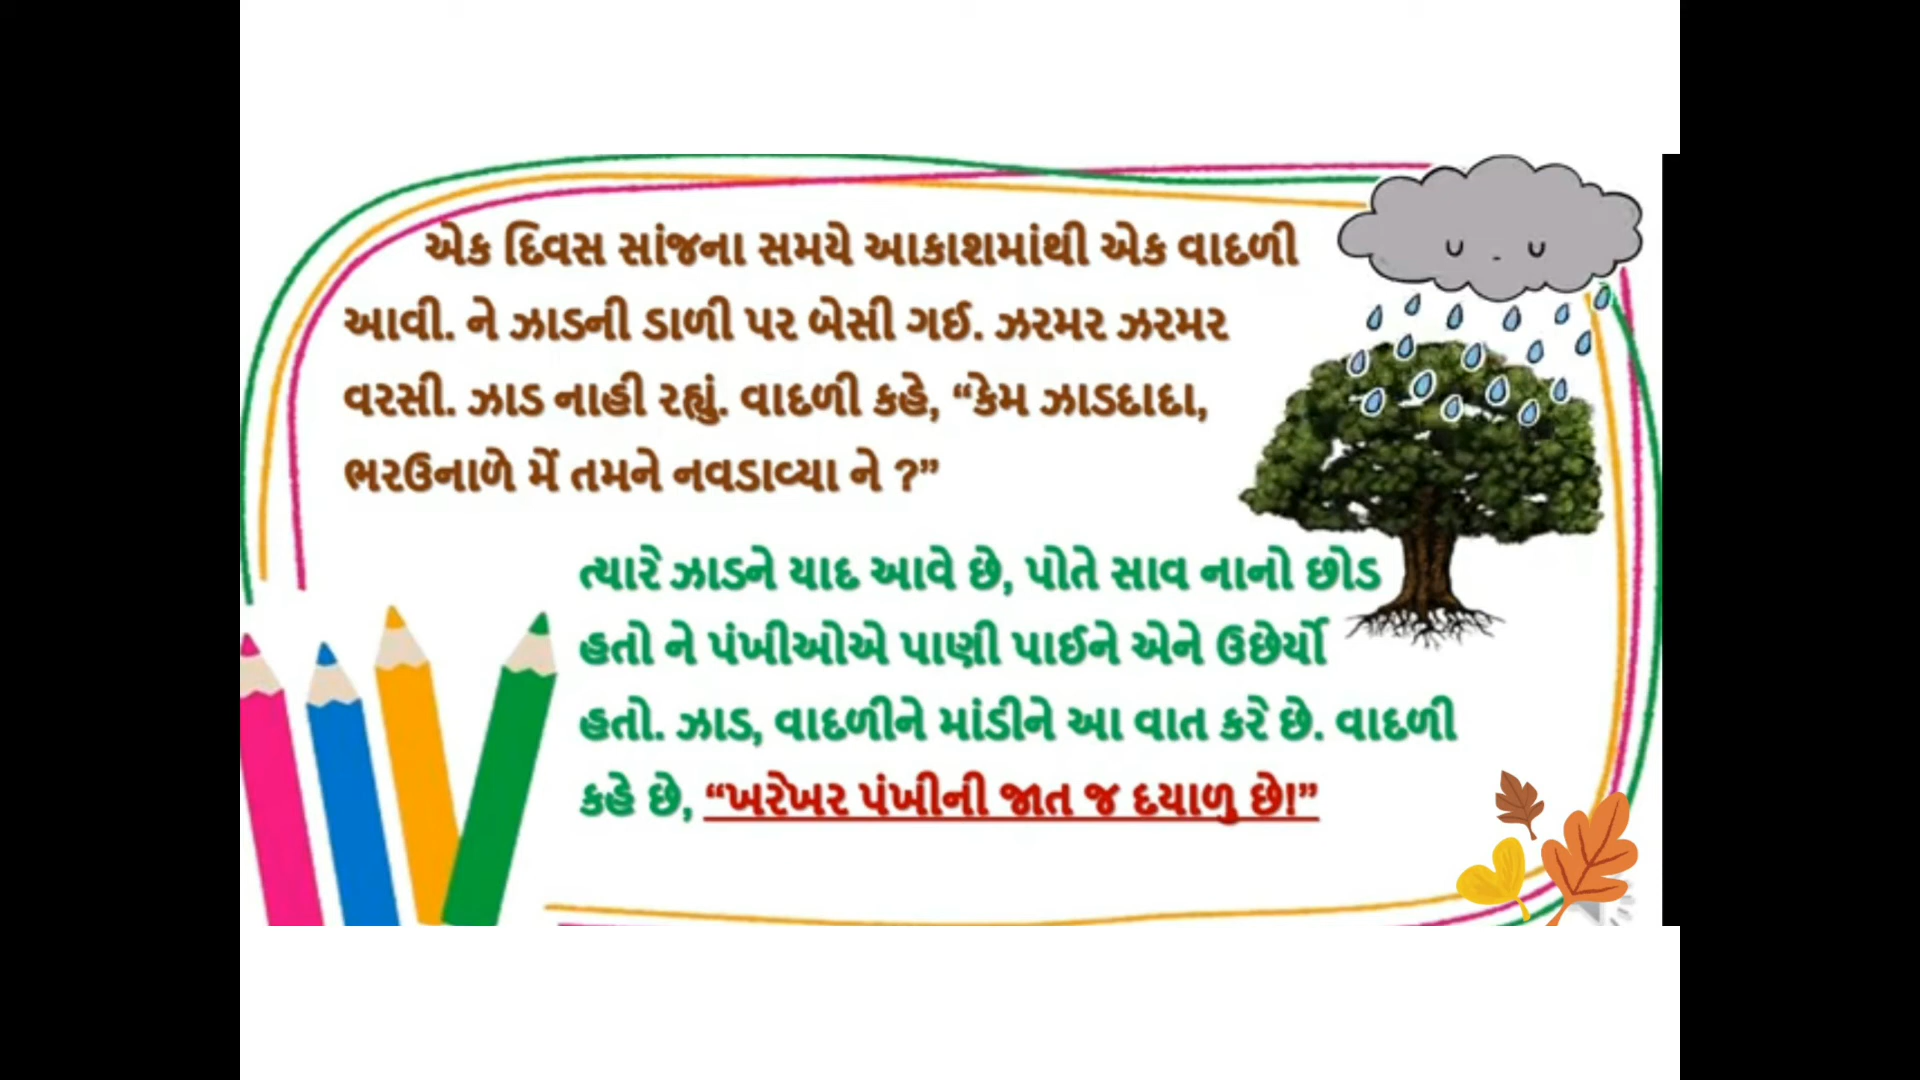 એક દિવસ સાંજના સમયે આકાશમાંથી એક વાદળી
આવી. ને ઝાડની ડાળી પર બેસી ગઈ. ઝરમર ઝરમર
વરસી. ઝાડ નાહી રહ્યું. વાદળી કહે, “કેમ ઝાડદાદા,
ભરઉનાળે મેં તમને નવડાવ્યા ને ?”
ત્યારે ઝાડને યાદ આવે છે, પોતે સાવ નાનો છોડ
હતો ને પંખીઓએ પાણી પાઈને એને ઉછેર્યો
હતો. ઝાડ, વાદળીને માંડીને આ વાત કરે છે. વાદળી
કહે છે, “ખરેખર પંખીની જાત જ દયાળુ છે!”